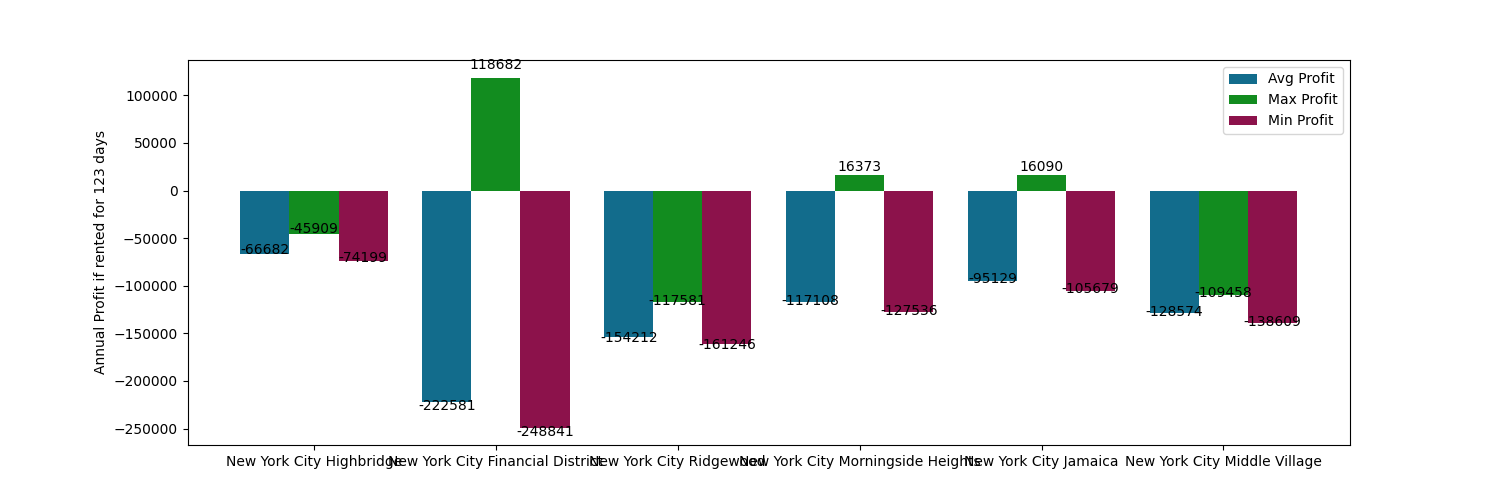 118682
Avg Profit
Max Profit
Min Profit
Annual Profit if rented for 123 days
100000
50000
0
−50000
−100000
−150000
−200000
−250000
16373
16090
-66682
-45909
-74199
-222581
-248841
-154212
-117581
-161246
-117108
-127536
-95129
-105679
-128574
-109458
-138609
New York City Highbridge
New York City Financial District
New York City Ridgewood
New York City Morningside Heights
New York City Jamaica
New York City Middle Village